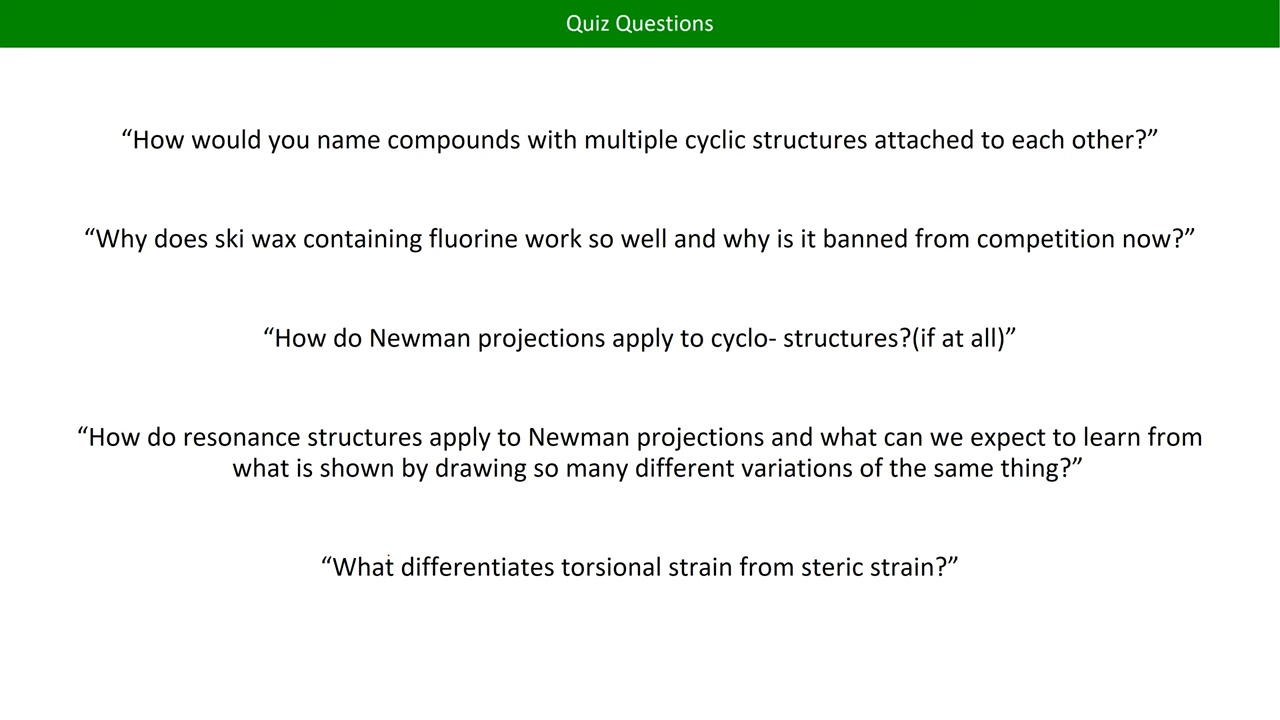 Quiz Questions
“How would you name compounds with multiple cyclic structures attached to each other?”
“Why does ski wax containing fluorine work so well and why is it banned from competition now?”
“How do Newman projections apply to cyclo- structures?(if at all)”
“How do resonance structures apply to Newman projections and what can we expect to learn from
what is shown by drawing so many different variations of the same thing?”
“What differentiates torsional strain from steric strain?”